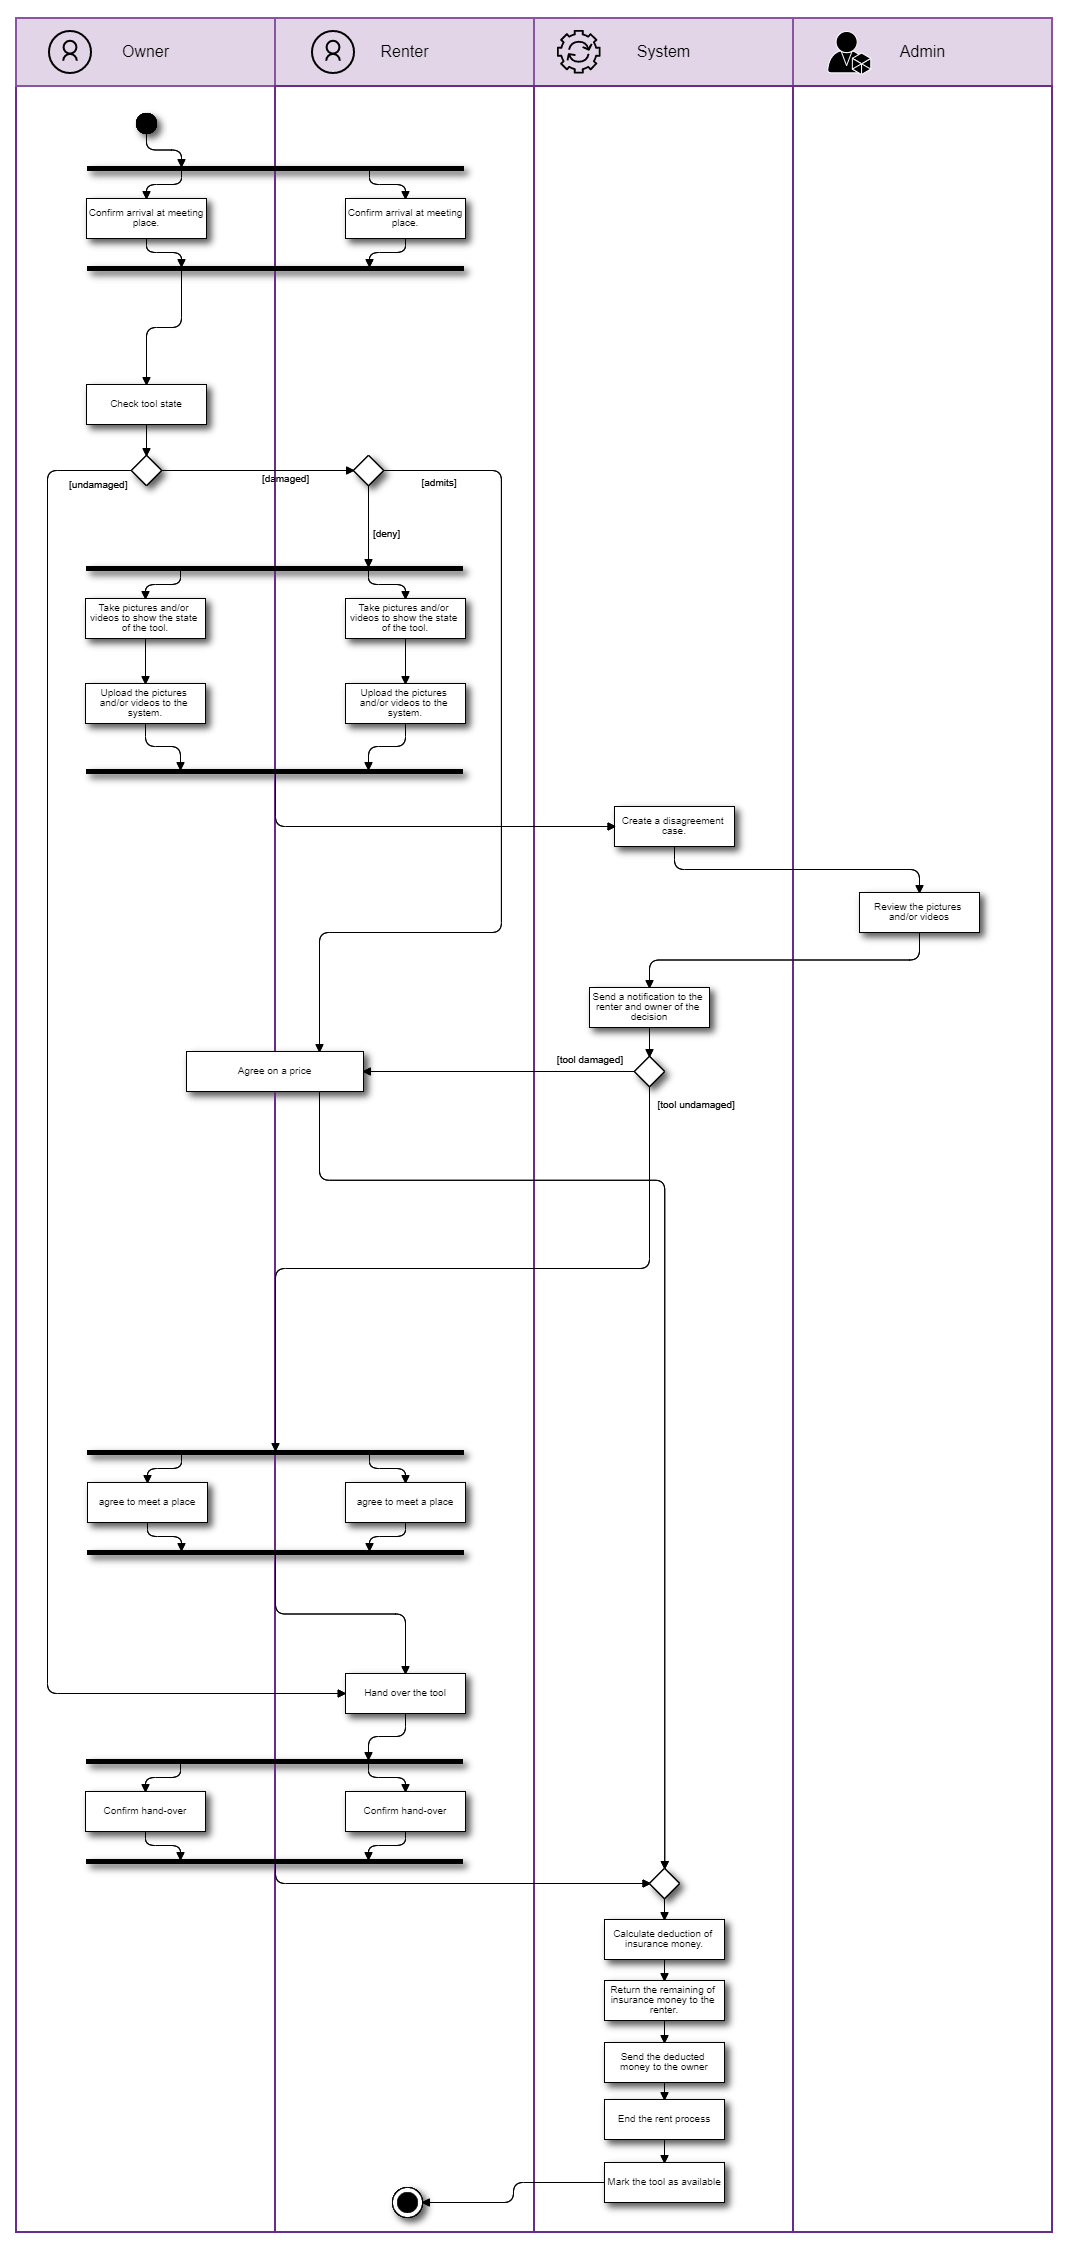 Owner
Renter
System
Admin
Confirm arrival at meeting
place.
Confirm arrival at meeting
place.
Check tool state
[undamaged]
[damaged]
[admits]
[deny]
Take pictures and/or
videos to show the state
of the tool.
Take pictures and/or
videos to show the state
of the tool.
Upload the pictures
and/or videos to the
system.
Upload the pictures
and/or videos to the
system.
Create a disagreement
case.
Review the pictures
and/or videos
Send a notification to the
renter and owner of the
decision
[tool damaged]
Agree on a price
[tool undamaged]
agree to meet a place
agree to meet a place
Hand over the tool
Confirm hand-over
Confirm hand-over
Calculate deduction of
insurance money.
Return the remaining of
insurance money to the
renter.
Send the deducted
money to the owner
End the rent process
Mark the tool as available